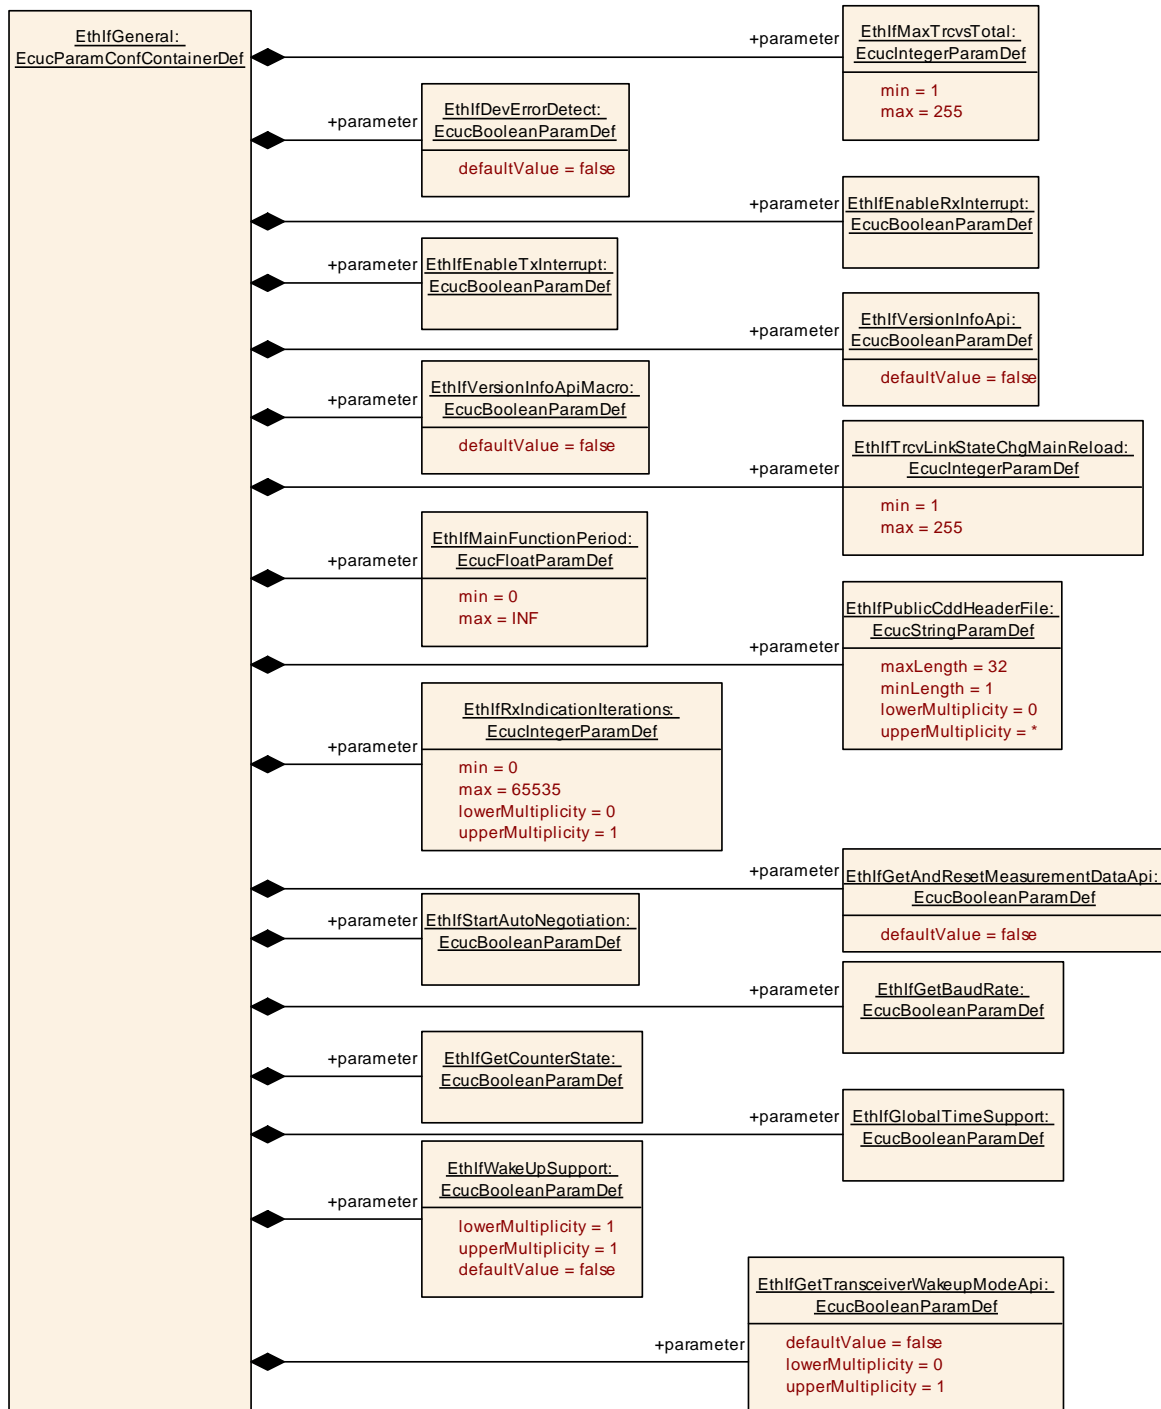 EthIfGeneral:
EcucParamConfContainerDef
+parameter
EthIfMaxTrcvsTotal:
EcucIntegerParamDef
min = 1
max = 255
+parameter
EthIfDevErrorDetect:
EcucBooleanParamDef
defaultValue = false
+parameter
EthIfEnableRxInterrupt:
EcucBooleanParamDef
+parameter
EthIfEnableTxInterrupt:
EcucBooleanParamDef
+parameter
EthIfVersionInfoApi:
EcucBooleanParamDef
defaultValue = false
+parameter
EthIfVersionInfoApiMacro:
EcucBooleanParamDef
defaultValue = false
+parameter
EthIfTrcvLinkStateChgMainReload:
EcucIntegerParamDef
min = 1
max = 255
+parameter
EthIfMainFunctionPeriod:
EcucFloatParamDef
min = 0
max = INF
+parameter
EthIfPublicCddHeaderFile:
EcucStringParamDef
maxLength = 32
minLength = 1
lowerMultiplicity = 0
upperMultiplicity = *
+parameter
EthIfRxIndicationIterations:
EcucIntegerParamDef
min = 0
max = 65535
lowerMultiplicity = 0
upperMultiplicity = 1
+parameter
EthIfGetAndResetMeasurementDataApi:
EcucBooleanParamDef
defaultValue = false
+parameter
EthIfStartAutoNegotiation:
EcucBooleanParamDef
+parameter
EthIfGetBaudRate:
EcucBooleanParamDef
+parameter
EthIfGetCounterState:
EcucBooleanParamDef
+parameter
EthIfGlobalTimeSupport:
EcucBooleanParamDef
+parameter
EthIfWakeUpSupport:
EcucBooleanParamDef
lowerMultiplicity = 1
upperMultiplicity = 1
defaultValue = false
+parameter
EthIfGetTransceiverWakeupModeApi:
EcucBooleanParamDef
defaultValue = false
lowerMultiplicity = 0
upperMultiplicity = 1